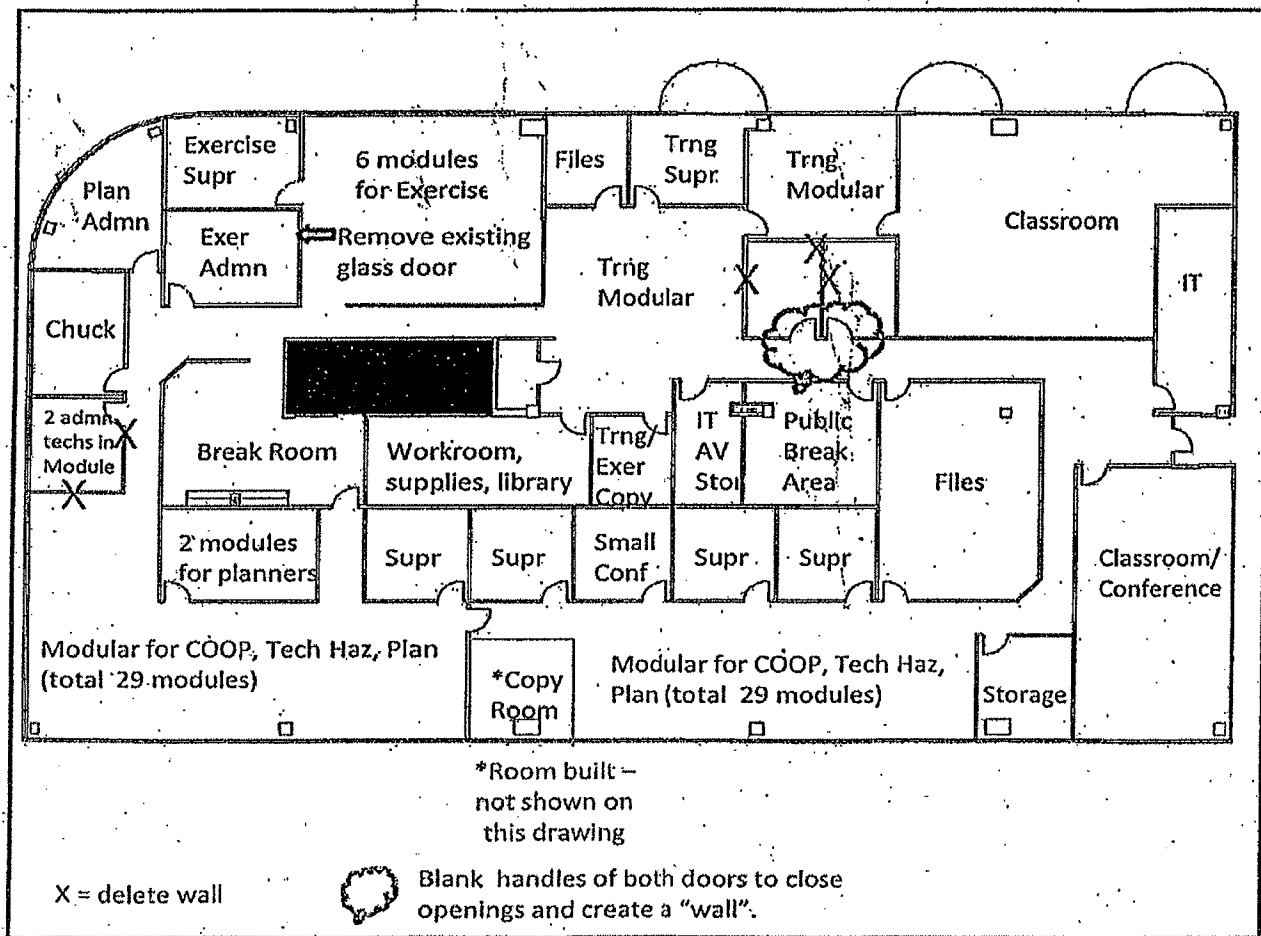 Exercise
Supr
6 modules
for Exercise
Files
Trng
Supr
Trng
Modular
Plan
Admn
Classroom
Exer
Admn
Remove existing
glass door
Trng
Modular
IT
X
X
X
Chuck
2 admn
techs in
Module
X
X
Break Room
Workroom,
supplies, library
Trng/
Exer
Copy
IT
AV
Stor
Public
Break
Area
Files
2 modules
for planners
Supr
Supr
Small
Conf
Supr
Supr
Classroom/
Conference
Modular for COOP, Tech Haz, Plan
(total 29 modules)
*Copy
Room
Modular for COOP, Tech Haz,
Plan (total 29 modules)
Storage
*Room built –
not shown on
this drawing
X = delete wall
Blank handles of both doors to close
openings and create a "wall".